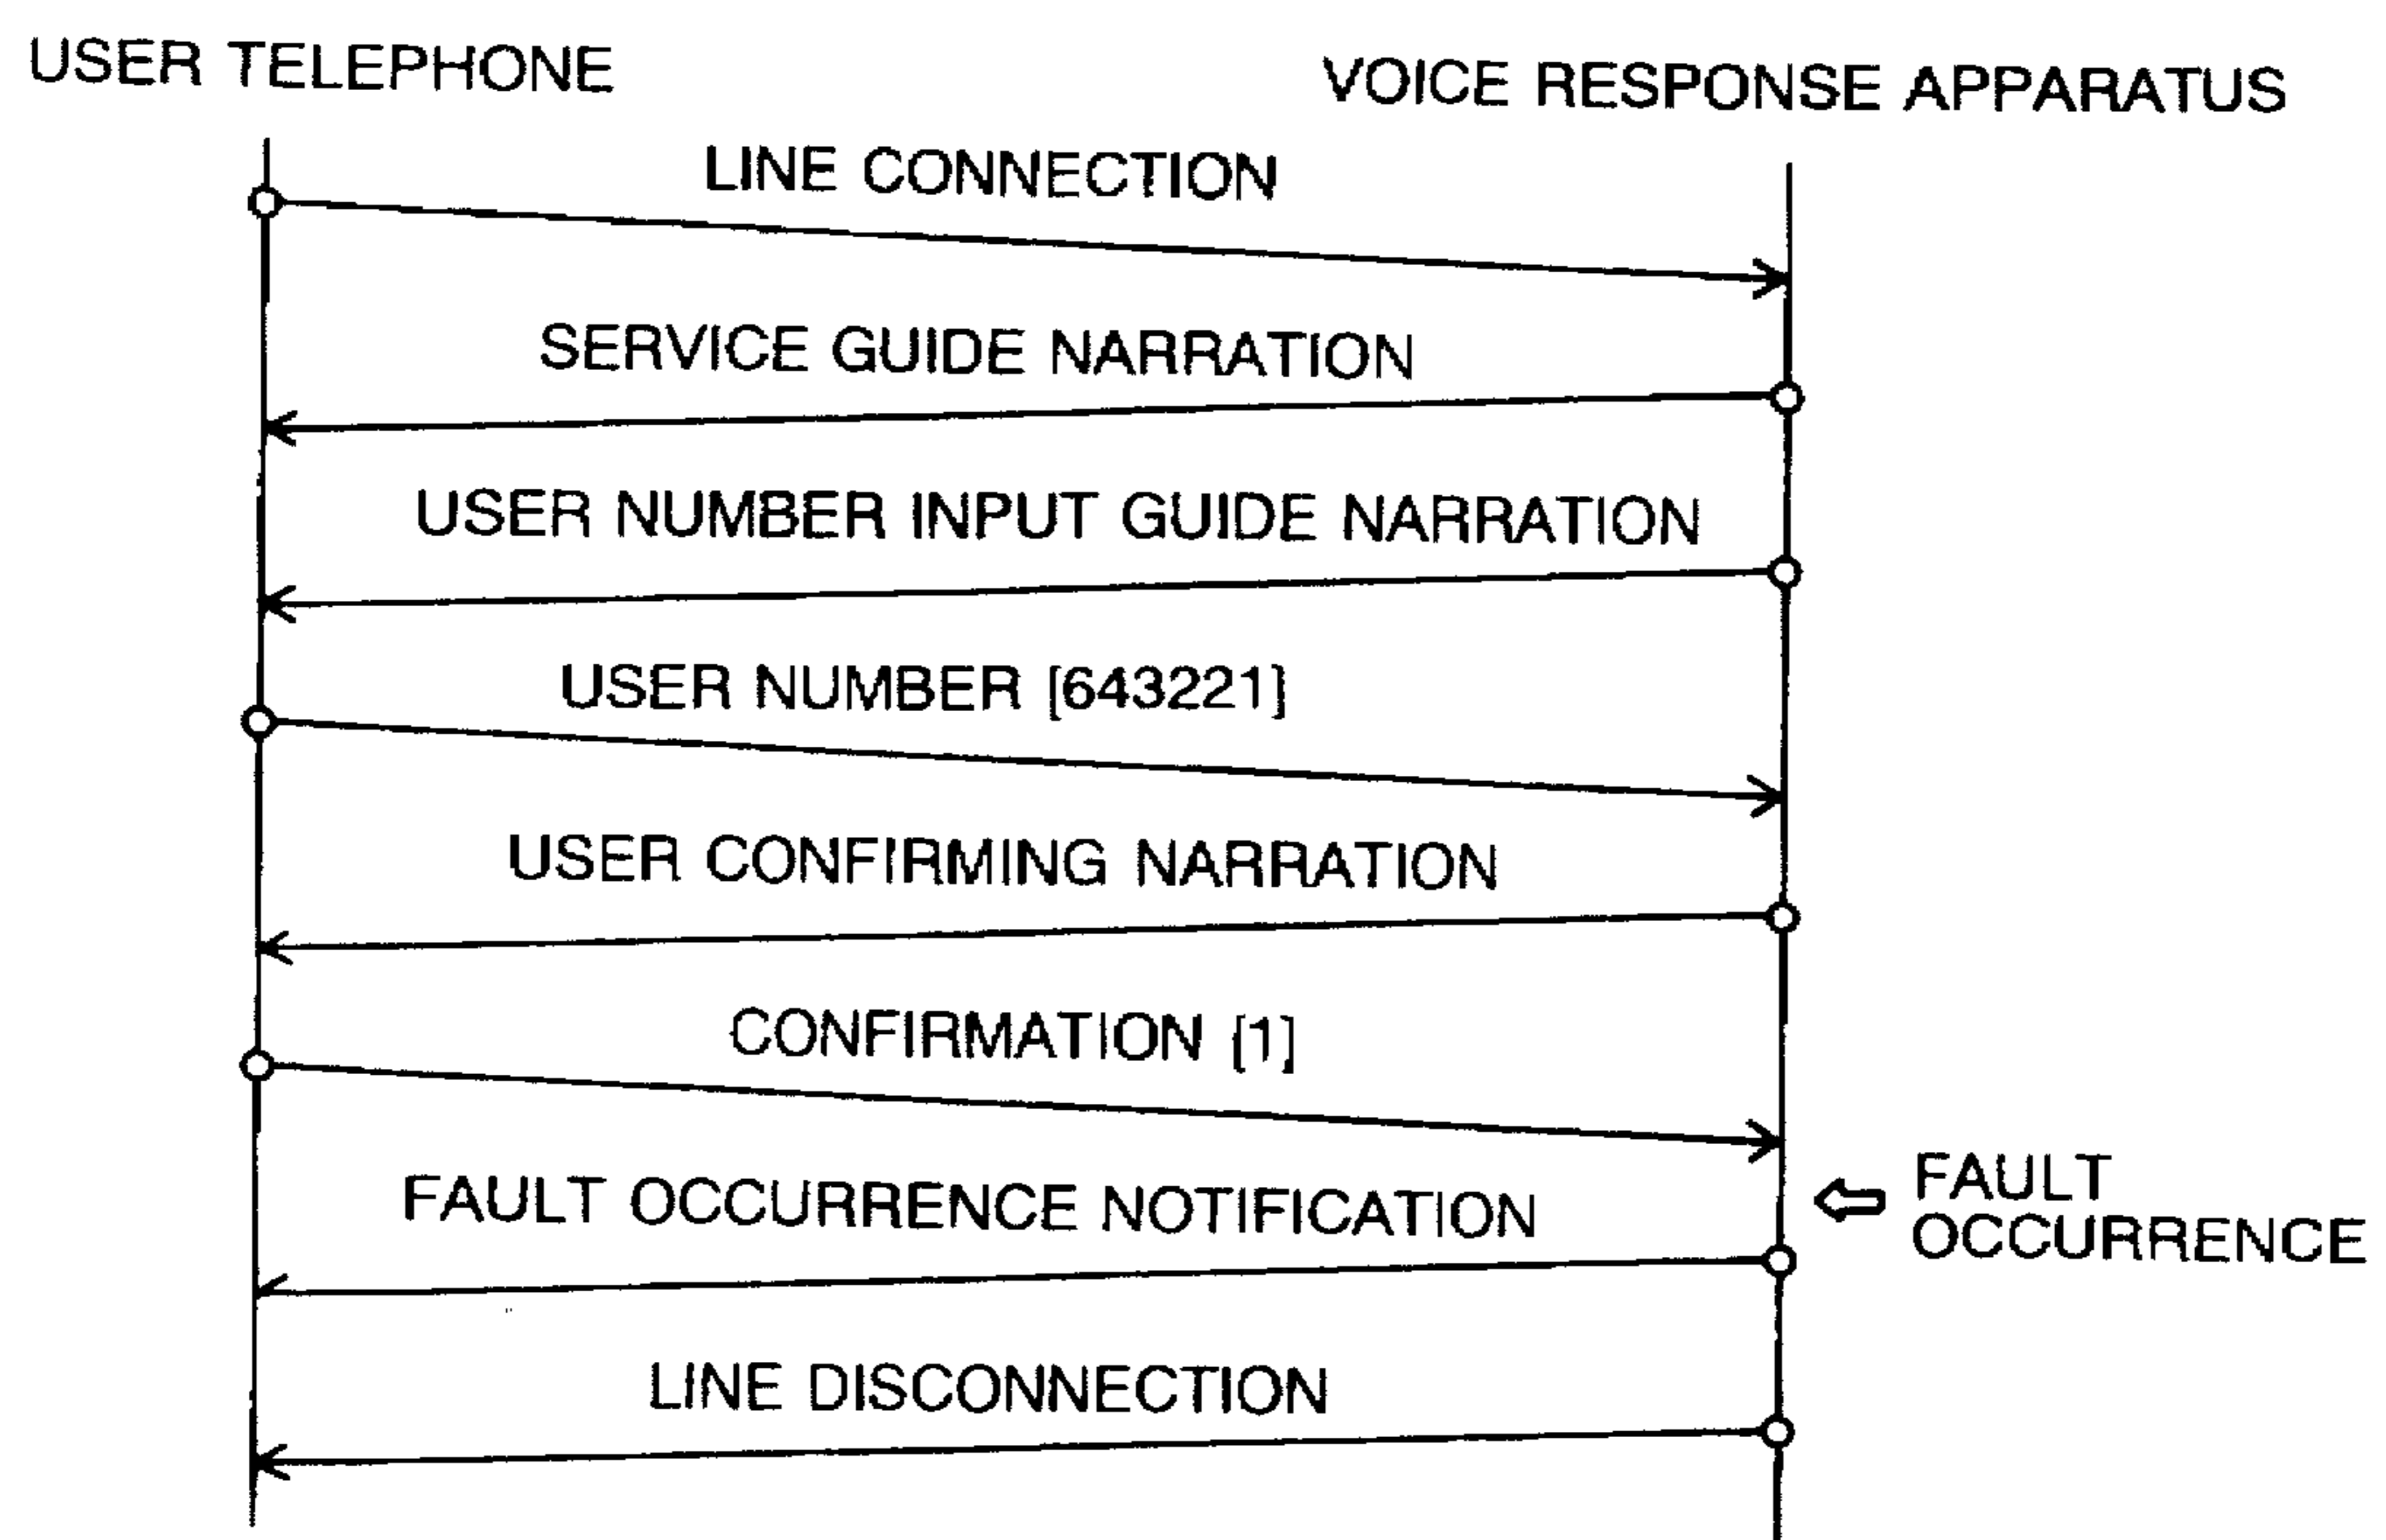 USER TELEPHONE
VOICE RESPONSE APPARATUS
LINE CONNECTION
SERVICE GUIDE NARRATION
USER NUMBER INPUT GUIDE NARRATION
USER NUMBER [643221]
USER CONFIRMING NARRATION
CONFIRMATION [1]
FAULT OCCURRENCE NOTIFICATION
FAULT
OCCURRENCE
LINE DISCONNECTION